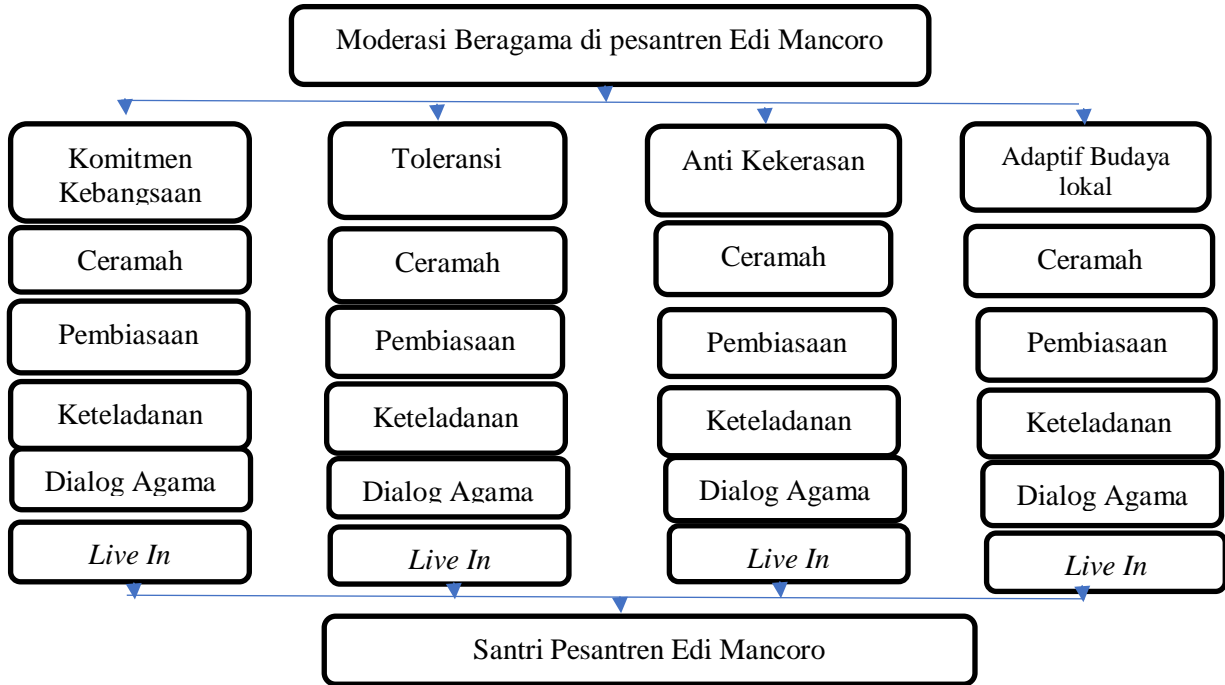 Moderasi Beragama di pesantren Edi Mancoro
Komitmen
Kebangsaan
Toleransi
Anti Kekerasan
Adaptif Budaya
lokal
Ceramah
Ceramah
Ceramah
Ceramah
Pembiasaan
Pembiasaan
Pembiasaan
Pembiasaan
Keteladanan
Keteladanan
Keteladanan
Keteladanan
Dialog Agama
Dialog Agama
Dialog Agama
Dialog Agama
Live In
Live In
Live In
Live In
Santri Pesantren Edi Mancoro